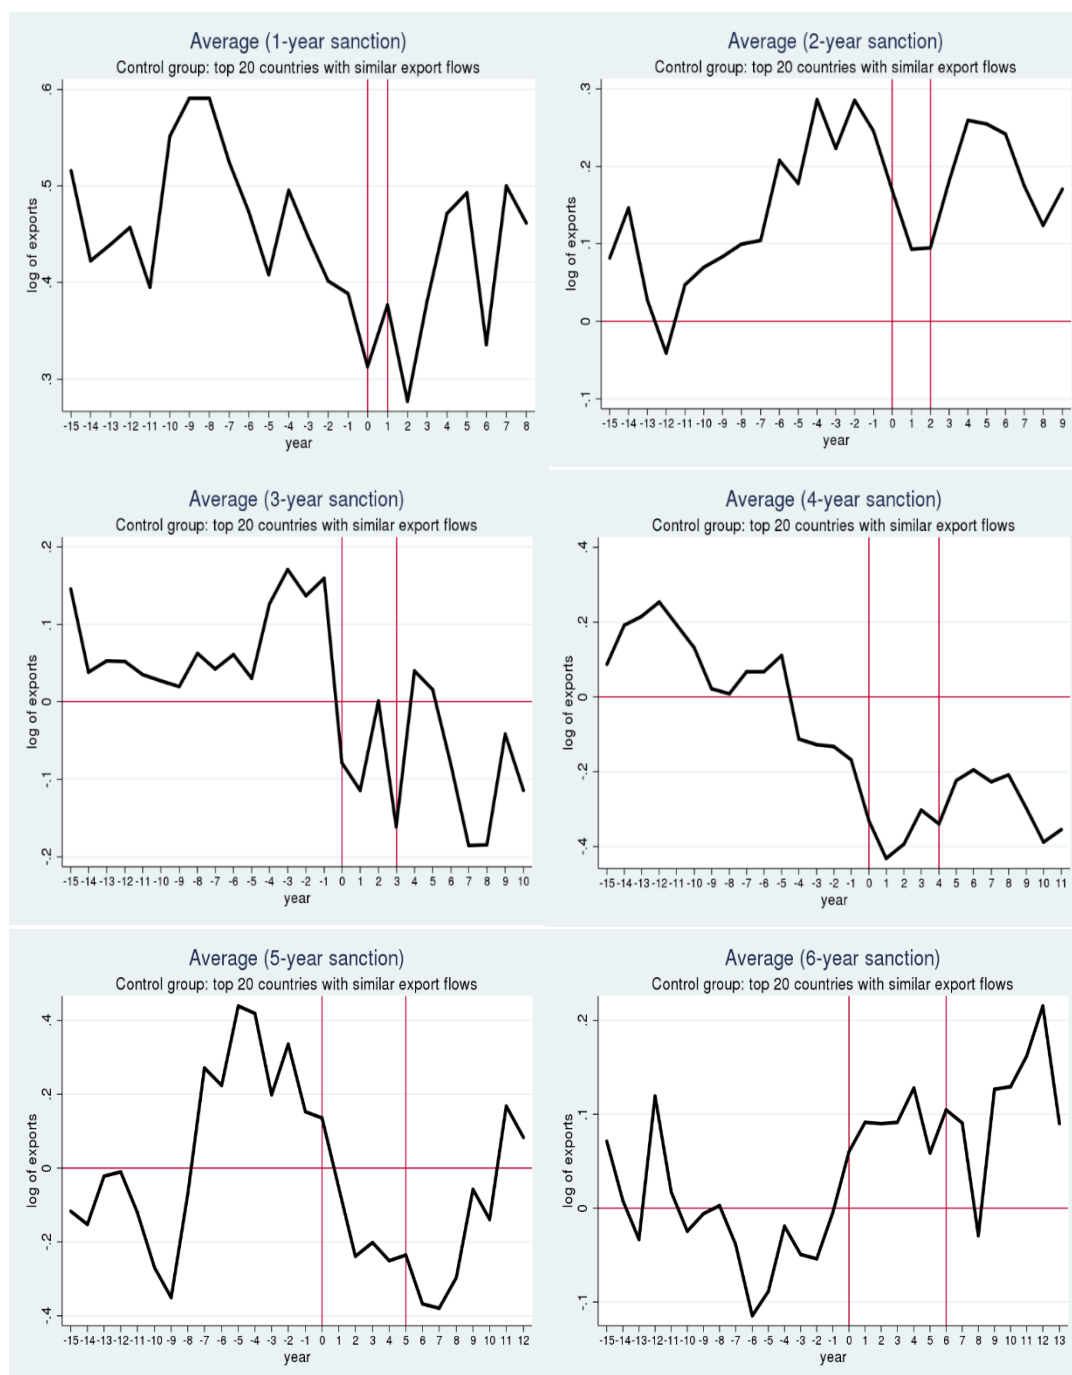 Average (1-year sanction)
Control group: top 20 countries with similar export flows
.6
.5
.4
.3
log of exports
-15 -14 -13 -12 -11 -10 -9 -8 -7 -6 -5 -4 -3 -2 -1 0 1 2 3 4 5 6 7 8
year
Average (2-year sanction)
Control group: top 20 countries with similar export flows
.3
.2
.1
0
-.1
log of exports
-15 -14 -13 -12 -11 -10 -9 -8 -7 -6 -5 -4 -3 -2 -1 0 1 2 3 4 5 6 7 8 9
year
Average (3-year sanction)
Control group: top 20 countries with similar export flows
.2
.1
0
-.1
-.2
log of exports
-15 -14 -13 -12 -11 -10 -9 -8 -7 -6 -5 -4 -3 -2 -1 0 1 2 3 4 5 6 7 8 9 10
year
Average (4-year sanction)
Control group: top 20 countries with similar export flows
.4
.2
0
-.2
-.4
log of exports
-15 -14 -13 -12 -11 -10 -9 -8 -7 -6 -5 -4 -3 -2 -1 0 1 2 3 4 5 6 7 8 9 10 11
year
Average (5-year sanction)
Control group: top 20 countries with similar export flows
.4
.2
0
-.2
-.4
log of exports
-15 -14 -13 -12 -11 -10 -9 -8 -7 -6 -5 -4 -3 -2 -1 0 1 2 3 4 5 6 7 8 9 10 11 12
year
Average (6-year sanction)
Control group: top 20 countries with similar export flows
.2
.1
0
-.1
log of exports
-15 -14 -13 -12 -11 -10 -9 -8 -7 -6 -5 -4 -3 -2 -1 0 1 2 3 4 5 6 7 8 9 10 11 12 13
year